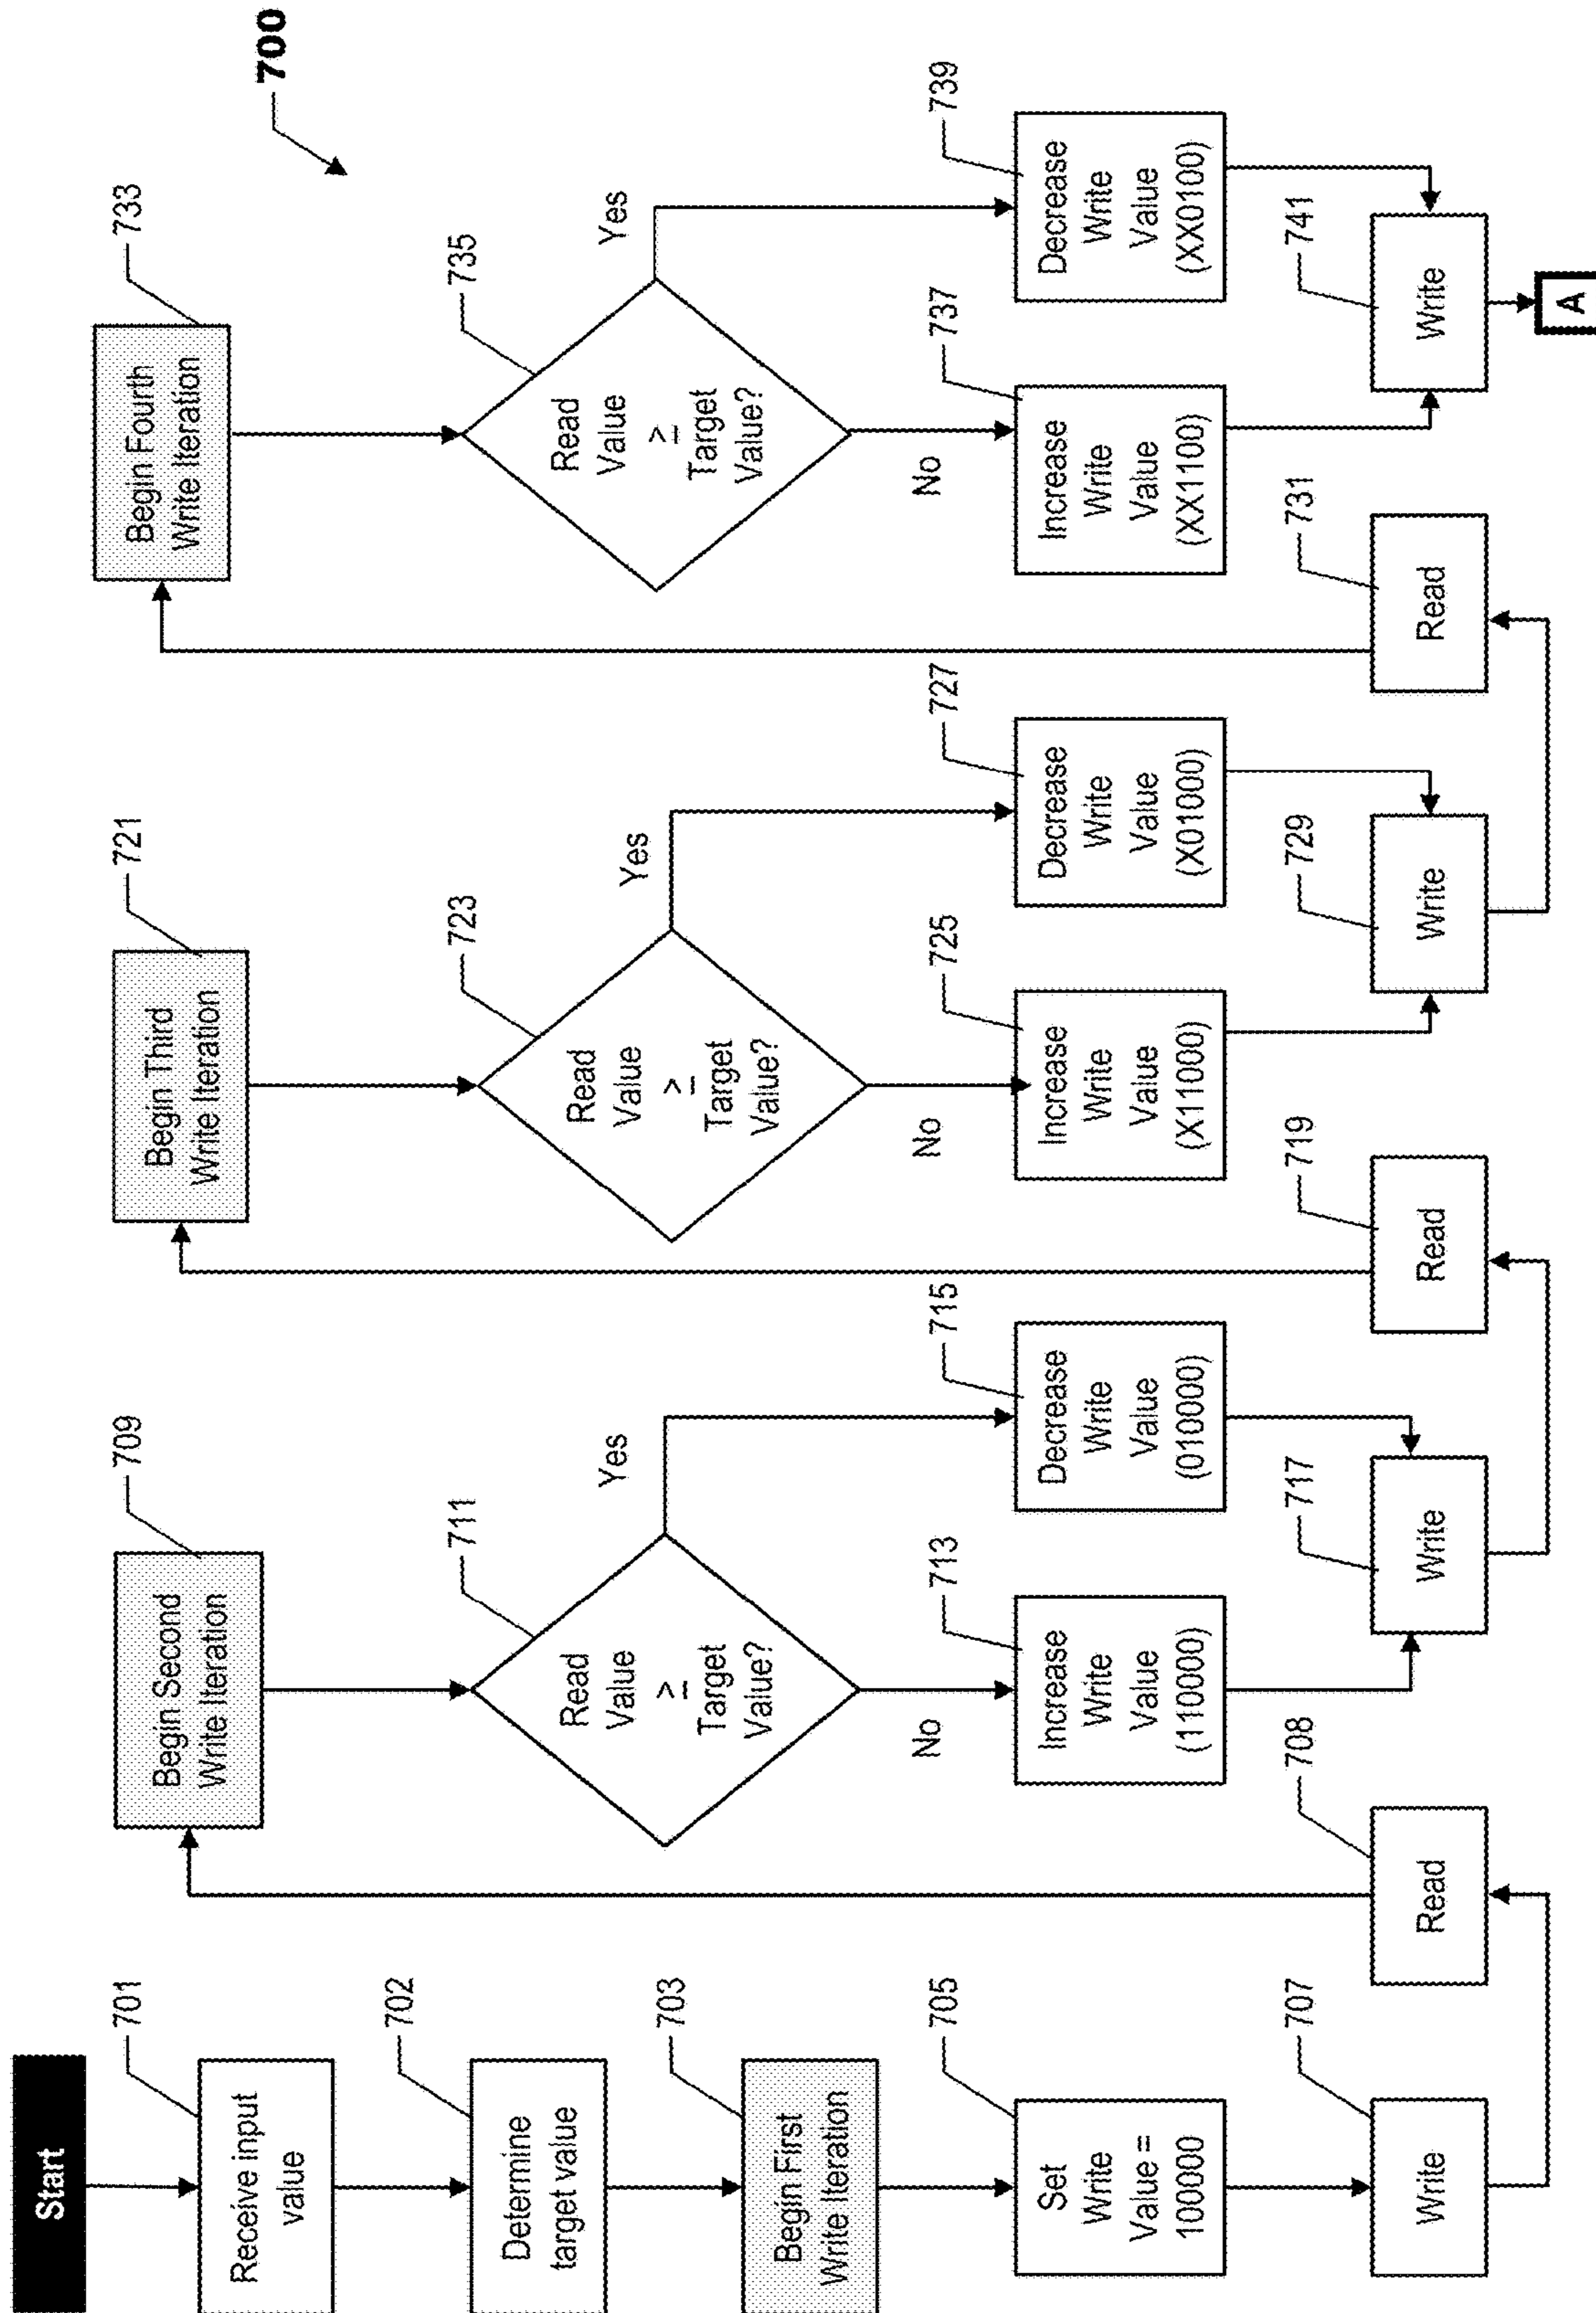 700
Start
701
Receive input
value
702
Determine
target value
703
Begin First
Write Iteration
705
Set
Write
Value =
100000
707
Write
708
Read
709
Begin Second
Write Iteration
711
Read
Value
>
Target
Value?
No
Yes
713
Increase
Write
Value
(110000)
715
Decrease
Write
Value
(010000)
717
Write
719
Read
721
Begin Third
Write Iteration
723
Read
Value
>
Target
Value?
No
Yes
725
Increase
Write
Value
(X11000)
727
Decrease
Write
Value
(X01000)
729
Write
731
Read
733
Begin Fourth
Write Iteration
735
Read
Value
>
Target
Value?
No
Yes
737
Increase
Write
Value
(XX1100)
739
Decrease
Write
Value
(XX0100)
741
Write
A